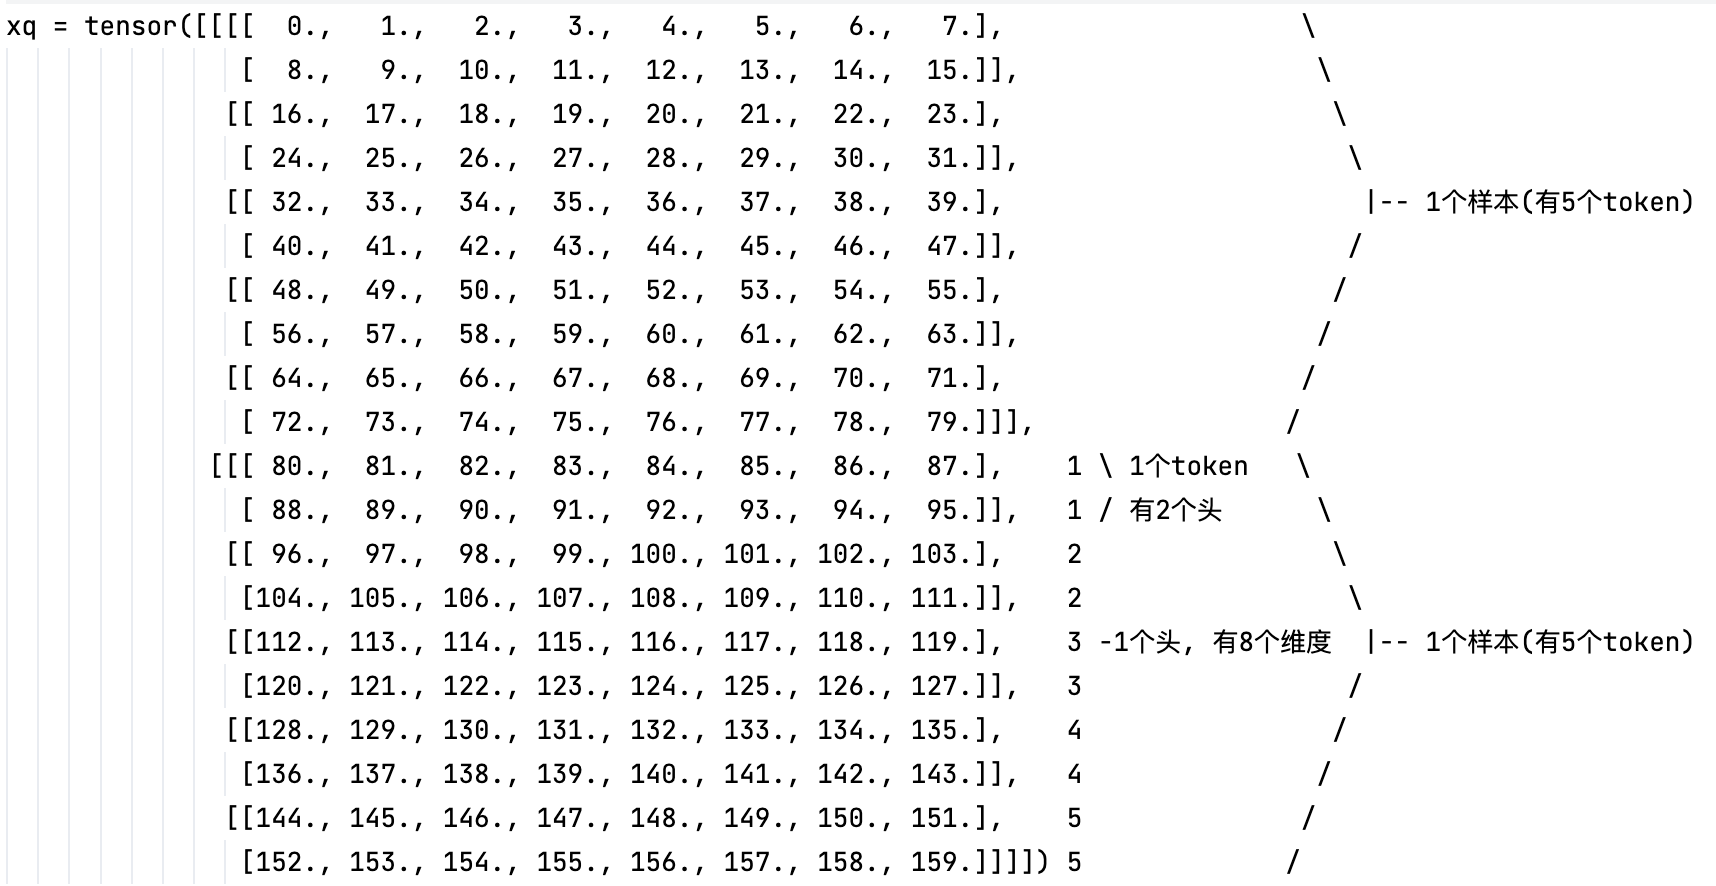 xq = tensor([[[[  0.,   1.,   2.,   3.,   4.,   5.,   6.,   7.],                   \
               [  8.,   9.,  10.,  11.,  12.,  13.,  14.,  15.]],                   \
              [[ 16.,  17.,  18.,  19.,  20.,  21.,  22.,  23.],                     \
               [ 24.,  25.,  26.,  27.,  28.,  29.,  30.,  31.]],                     \
              [[ 32.,  33.,  34.,  35.,  36.,  37.,  38.,  39.],                       |-- 1个样本(有5个token)
               [ 40.,  41.,  42.,  43.,  44.,  45.,  46.,  47.]],                     /
              [[ 48.,  49.,  50.,  51.,  52.,  53.,  54.,  55.],                     /
               [ 56.,  57.,  58.,  59.,  60.,  61.,  62.,  63.]],                   /
              [[ 64.,  65.,  66.,  67.,  68.,  69.,  70.,  71.],                   /
               [ 72.,  73.,  74.,  75.,  76.,  77.,  78.,  79.]]],                /
             [[[ 80.,  81.,  82.,  83.,  84.,  85.,  86.,  87.],    1 \ 1个token   \
               [ 88.,  89.,  90.,  91.,  92.,  93.,  94.,  95.]],   1 / 有2个头      \
              [[ 96.,  97.,  98.,  99., 100., 101., 102., 103.],    2                \
               [104., 105., 106., 107., 108., 109., 110., 111.]],   2                 \
              [[112., 113., 114., 115., 116., 117., 118., 119.],    3 -1个头, 有8个维度  |-- 1个样本(有5个token)
               [120., 121., 122., 123., 124., 125., 126., 127.]],   3                 /
              [[128., 129., 130., 131., 132., 133., 134., 135.],    4                /
               [136., 137., 138., 139., 140., 141., 142., 143.]],   4               /
              [[144., 145., 146., 147., 148., 149., 150., 151.],    5              /
               [152., 153., 154., 155., 156., 157., 158., 159.]]]]) 5             /